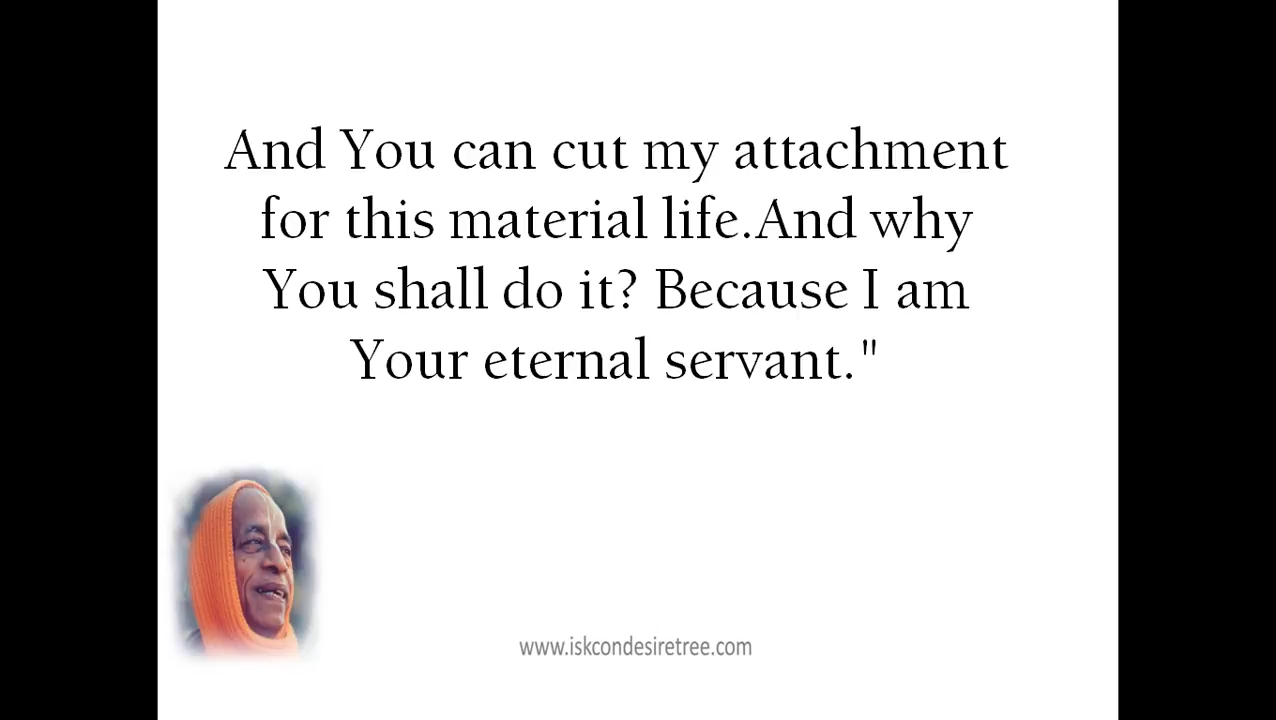 And You can cut my attachment
for this material life.And why
You shall do it? Because I am
Your eternal servant."
www.iskcondesiretree.com